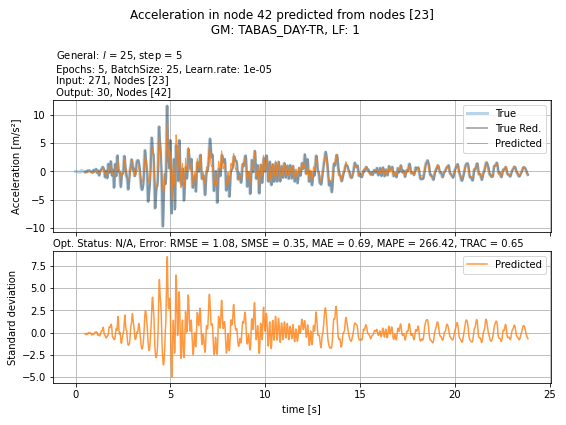 Acceleration in node 42 predicted from nodes [23]
GM: TABAS_DAY-TR, LF: 1
General: l = 25, step = 5
Epochs: 5, BatchSize: 25, Learn.rate: 1e-05
Input: 271, Nodes [23]
Output: 30, Nodes [42]
Acceleration [m/s²]
10
5
0
−5
−10
True
True Red.
Predicted
Opt. Status: N/A, Error: RMSE = 1.08, SMSE = 0.35, MAE = 0.69, MAPE = 266.42, TRAC = 0.65
Standard deviation
7.5
5.0
2.5
0.0
−2.5
−5.0
Predicted
0 5 10 15 20 25
time [s]